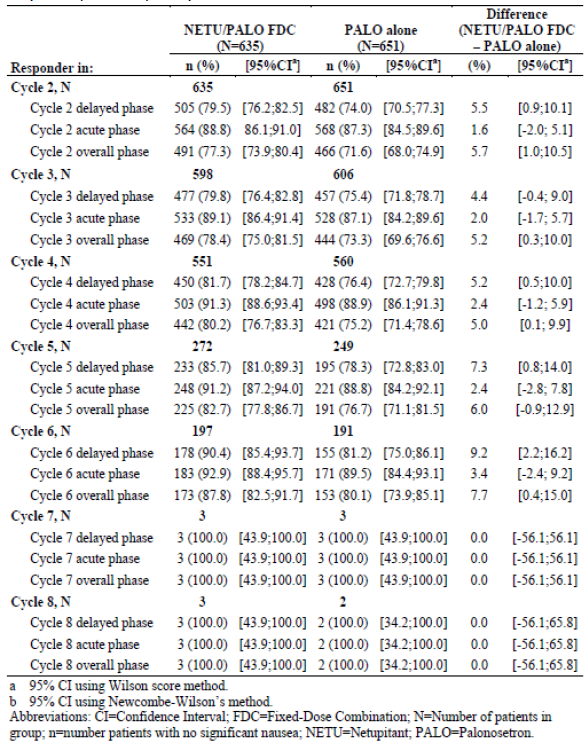 Difference
NETU/PALO FDC PALO alone (NETU/PALO FDC
(N=635) (N=651) – PALO alone)
Responder in: n (%) [95%CIª] n (%) [95%CIª] (%) [95%CIª]
Cycle 2, N 635 651
Cycle 2 delayed phase 505 (79.5) [76.2;82.5] 482 (74.0) [70.5;77.3] 5.5 [0.9;10.1]
Cycle 2 acute phase 564 (88.8) 86.1;91.0] 568 (87.3) [84.5;89.6] 1.6 [-2.0; 5.1]
Cycle 2 overall phase 491 (77.3) [73.9;80.4] 466 (71.6) [68.0;74.9] 5.7 [1.0;10.5]
Cycle 3, N 598 606
Cycle 3 delayed phase 477 (79.8) [76.4;82.8] 457 (75.4) [71.8;78.7] 4.4 [-0.4; 9.0]
Cycle 3 acute phase 533 (89.1) [86.4;91.4] 528 (87.1) [84.2;89.6] 2.0 [-1.7; 5.7]
Cycle 3 overall phase 469 (78.4) [75.0;81.5] 444 (73.3) [69.6;76.6] 5.2 [0.3;10.0]
Cycle 4, N 551 560
Cycle 4 delayed phase 450 (81.7) [78.2;84.7] 428 (76.4) [72.7;79.8] 5.2 [0.5;10.0]
Cycle 4 acute phase 503 (91.3) [88.6;93.4] 498 (88.9) [86.1;91.3] 2.4 [-1.2; 5.9]
Cycle 4 overall phase 442 (80.2) [76.7;83.3] 421 (75.2) [71.4;78.6] 5.0 [0.1; 9.9]
Cycle 5, N 272 249
Cycle 5 delayed phase 233 (85.7) [81.0;89.3] 195 (78.3) [72.8;83.0] 7.3 [0.8;14.0]
Cycle 5 acute phase 248 (91.2) [87.2;94.0] 221 (88.8) [84.2;92.1] 2.4 [-2.8; 7.8]
Cycle 5 overall phase 225 (82.7) [77.8;86.7] 191 (76.7) [71.1;81.5] 6.0 [-0.9;12.9]
Cycle 6, N 197 191
Cycle 6 delayed phase 178 (90.4) [85.4;93.7] 155 (81.2) [75.0;86.1] 9.2 [2.2;16.2]
Cycle 6 acute phase 183 (92.9) [88.4;95.7] 171 (89.5) [84.4;93.1] 3.4 [-2.4; 9.2]
Cycle 6 overall phase 173 (87.8) [82.5;91.7] 153 (80.1) [73.9;85.1] 7.7 [0.4;15.0]
Cycle 7, N 3 3
Cycle 7 delayed phase 3 (100.0) [43.9;100.0] 3 (100.0) [43.9;100.0] 0.0 [-56.1;56.1]
Cycle 7 acute phase 3 (100.0) [43.9;100.0] 3 (100.0) [43.9;100.0] 0.0 [-56.1;56.1]
Cycle 7 overall phase 3 (100.0) [43.9;100.0] 3 (100.0) [43.9;100.0] 0.0 [-56.1;56.1]
Cycle 8, N 3 2
Cycle 8 delayed phase 3 (100.0) [43.9;100.0] 2 (100.0) [34.2;100.0] 0.0 [-56.1;65.8]
Cycle 8 acute phase 3 (100.0) [43.9;100.0] 2 (100.0) [34.2;100.0] 0.0 [-56.1;65.8]
Cycle 8 overall phase 3 (100.0) [43.9;100.0] 2 (100.0) [34.2;100.0] 0.0 [-56.1;65.8]
a 95% CI using Wilson score method.
b 95% CI using Newcombe-Wilson's method.
Abbreviations: CI=Confidence Interval; FDC=Fixed-Dose Combination; N=Number of patients in
group; n=number patients with no significant nausea; NETU=Netupitant; PALO=Palonosetron.